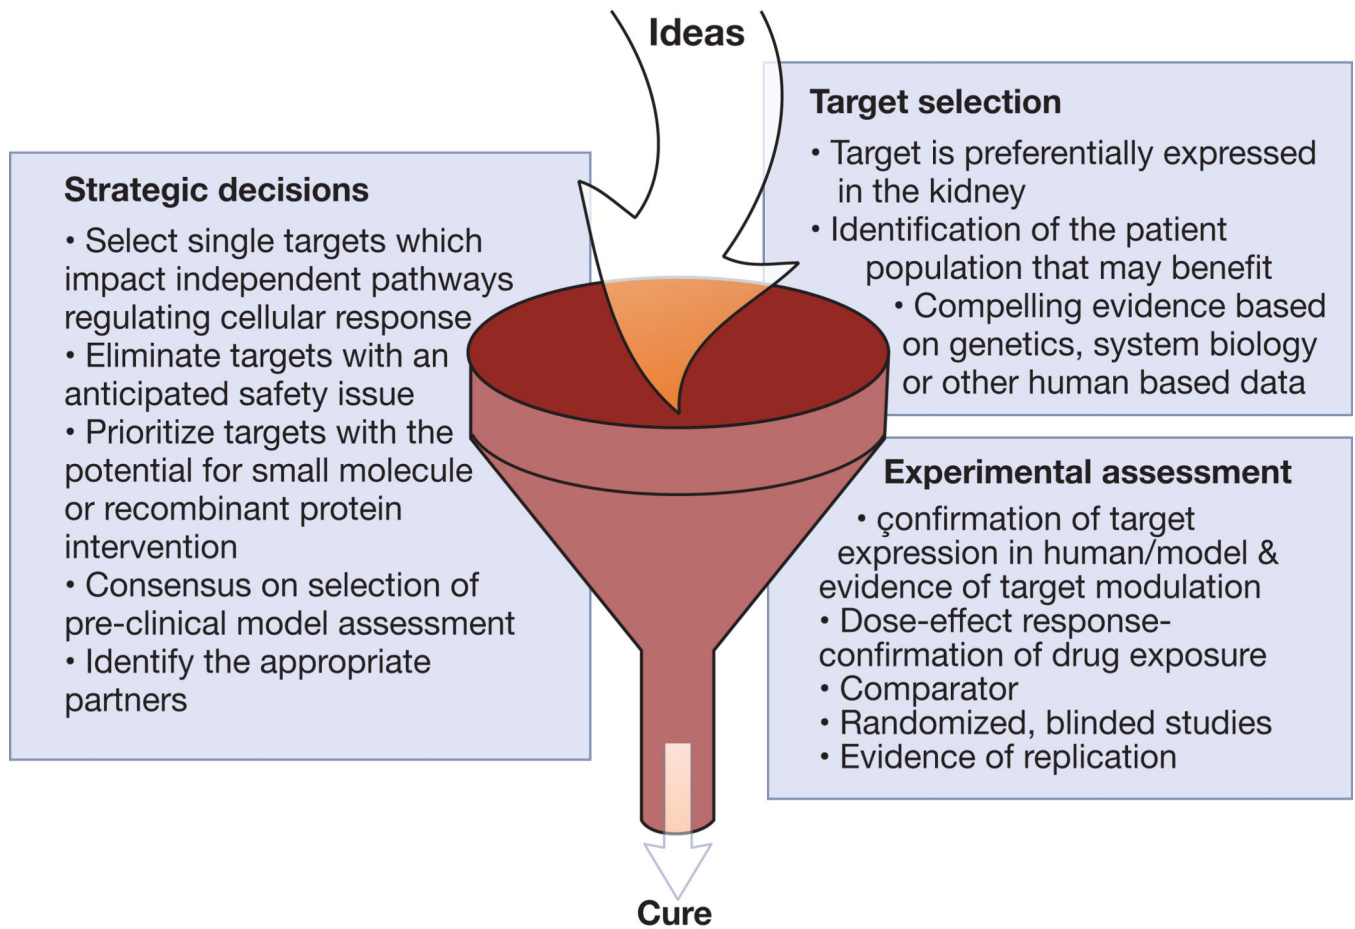 Ideas
Strategic decisions
• Select single targets which
impact independent pathways
regulating cellular response
• Eliminate targets with an
anticipated safety issue
• Prioritize targets with the
potential for small molecule
or recombinant protein
intervention
• Consensus on selection of
pre-clinical model assessment
• Identify the appropriate
partners
Target selection
• Target is preferentially expressed
in the kidney
• Identification of the patient
population that may benefit
• Compelling evidence based
on genetics, system biology
or other human based data
Experimental assessment
• çonfirmation of target
expression in human/model &
evidence of target modulation
• Dose-effect response-
confirmation of drug exposure
• Comparator
• Randomized, blinded studies
• Evidence of replication
Cure